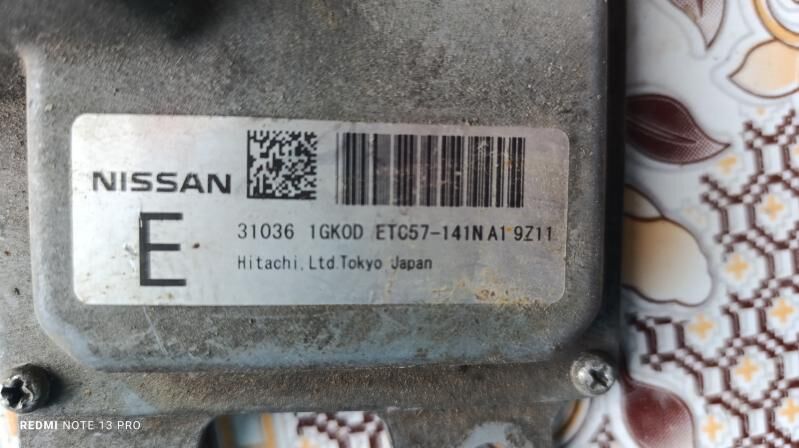 NISSAN
E
31036 1GK0D ETC57-141N A1 9Z11
Hitachi, Ltd. Tokyo Japan
REDMI NOTE 13 PRO